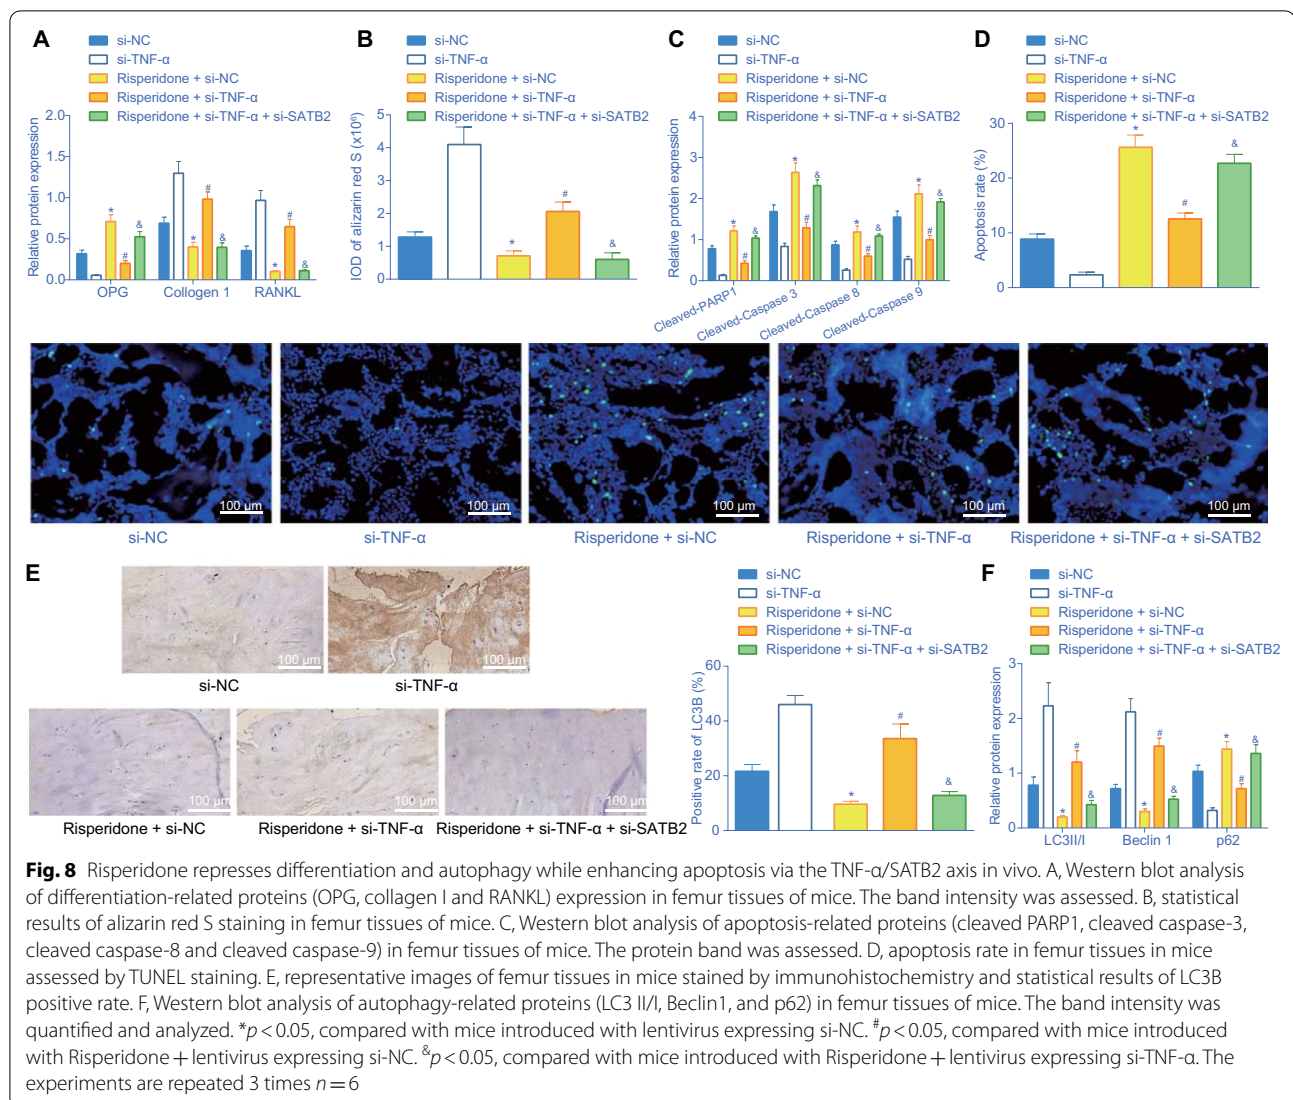 A
si-NC
si-TNF-α
Risperidone + si-NC
Risperidone + si-TNF-α
Risperidone + si-TNF-α + si-SATB2
Relative protein expression
2.0
1.5
1.0
0.5
0.0
* # & * # & * # &
OPG Collogen 1 RANKL
B
si-NC
si-TNF-α
Risperidone + si-NC
Risperidone + si-TNF-α
Risperidone + si-TNF-α + si-SATB2
IOD of alizarin red S (x10⁶)
5
4
3
2
1
0
* # &
C
si-NC
si-TNF-α
Risperidone + si-NC
Risperidone + si-TNF-α
Risperidone + si-TNF-α + si-SATB2
Relative protein expression
4
3
2
1
0
* # & * # & * # & * # &
Cleaved-PARP1
Cleaved-Caspase 3
Cleaved-Caspase 8
Cleaved-Caspase 9
D
si-NC
si-TNF-α
Risperidone + si-NC
Risperidone + si-TNF-α
Risperidone + si-TNF-α + si-SATB2
Apoptosis rate (%)
30
20
10
0
* # &
100 μm 100 μm 100 μm 100 μm 100 μm
si-NC si-TNF-α Risperidone + si-NC Risperidone + si-TNF-α Risperidone + si-TNF-α + si-SATB2
E
100 μm 100 μm
si-NC si-TNF-α
100 μm 100 μm 100 μm
Risperidone + si-NC Risperidone + si-TNF-α Risperidone + si-TNF-α + si-SATB2
si-NC
si-TNF-α
Risperidone + si-NC
Risperidone + si-TNF-α
Risperidone + si-TNF-α + si-SATB2
Positive rate of LC3B (%)
60
40
20
0
* # &
F
si-NC
si-TNF-α
Risperidone + si-NC
Risperidone + si-TNF-α
Risperidone + si-TNF-α + si-SATB2
Relative protein expression
3
2
1
0
* # & * # & * # &
LC3II/I Beclin 1 p62
Fig. 8 Risperidone represses differentiation and autophagy while enhancing apoptosis via the TNF-α/SATB2 axis in vivo. A, Western blot analysis
of differentiation-related proteins (OPG, collagen I and RANKL) expression in femur tissues of mice. The band intensity was assessed. B, statistical
results of alizarin red S staining in femur tissues of mice. C, Western blot analysis of apoptosis-related proteins (cleaved PARP1, cleaved caspase-3,
cleaved caspase-8 and cleaved caspase-9) in femur tissues of mice. The protein band was assessed. D, apoptosis rate in femur tissues in mice
assessed by TUNEL staining. E, representative images of femur tissues in mice stained by immunohistochemistry and statistical results of LC3B
positive rate. F, Western blot analysis of autophagy-related proteins (LC3 II/I, Beclin1, and p62) in femur tissues of mice. The band intensity was
quantified and analyzed. *p < 0.05, compared with mice introduced with lentivirus expressing si-NC. #p < 0.05, compared with mice introduced
with Risperidone + lentivirus expressing si-NC. &p < 0.05, compared with mice introduced with Risperidone + lentivirus expressing si-TNF-α. The
experiments are repeated 3 times n = 6